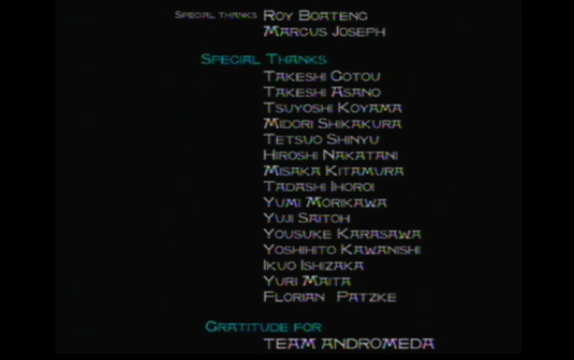 Special thanks Roy Boateng
Marcus Joseph
Special Thanks
Takeshi Gotou
Takeshi Asano
Tsuyoshi Koyama
Midori Shikakura
Tetsuo Shinyu
Hiroshi Nakatani
Misaka Kitamura
Tadashi Ihoroi
Yumi Morikawa
Yuji Saitoh
Yousuke Karasawa
Yoshihito Kawanishi
Ikuo Ishizaka
Yuri Maita
Florian Patzke
Gratitude for
TEAM ANDROMEDA